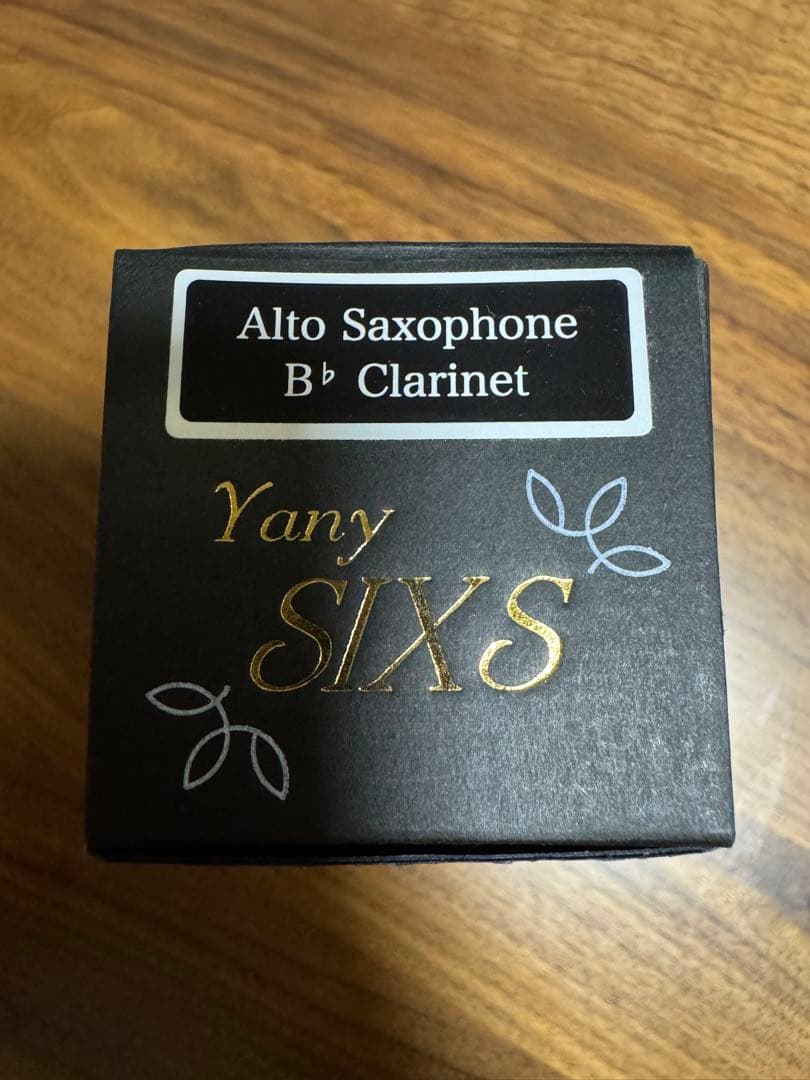 Alto Saxophone
B♭ Clarinet
Yany
SIXS